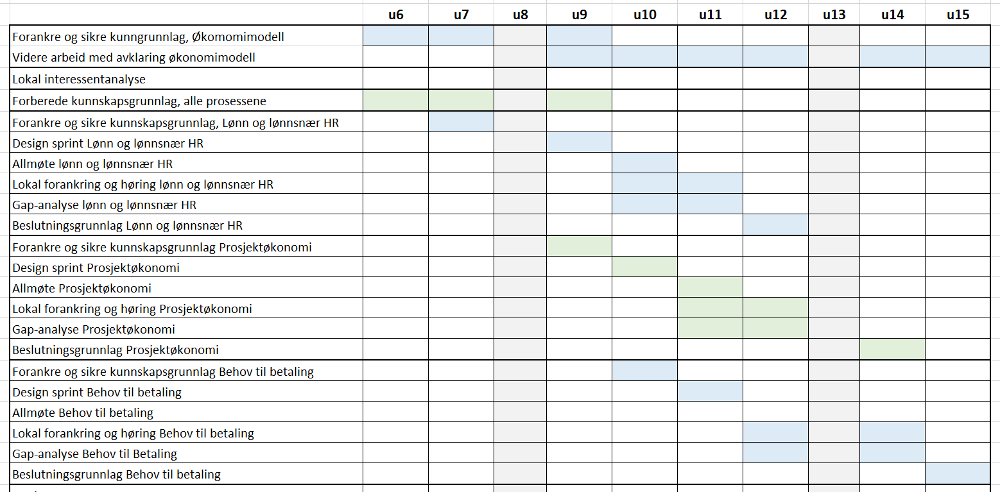 u6 u7 u8 u9 u10 u11 u12 u13 u14 u15
Forankre og sikre kunngrunnlag, Økomomimodell
Videre arbeid med avklaring økonomimodell
Lokal interessentanalyse
Forberede kunnskapsgrunnlag, alle prosessene
Forankre og sikre kunnskapsgrunnlag, Lønn og lønnsnær HR
Design sprint Lønn og lønnsnær HR
Allmøte lønn og lønnsnær HR
Lokal forankring og høring lønn og lønnsnær HR
Gap-analyse lønn og lønnsnær HR
Beslutningsgrunnlag Lønn og lønnsnær HR
Forankre og sikre kunnskapsgrunnlag Prosjektøkonomi
Design sprint Prosjektøkonomi
Allmøte Prosjektøkonomi
Lokal forankring og høring Prosjektøkonomi
Gap-analyse Prosjektøkonomi
Beslutningsgrunnlag Prosjektøkonomi
Forankre og sikre kunnskapsgrunnlag Behov til betaling
Design sprint Behov til betaling
Allmøte Behov til betaling
Lokal forankring og høring Behov til betaling
Gap-analyse Behov til Betaling
Beslutningsgrunnlag Behov til betaling